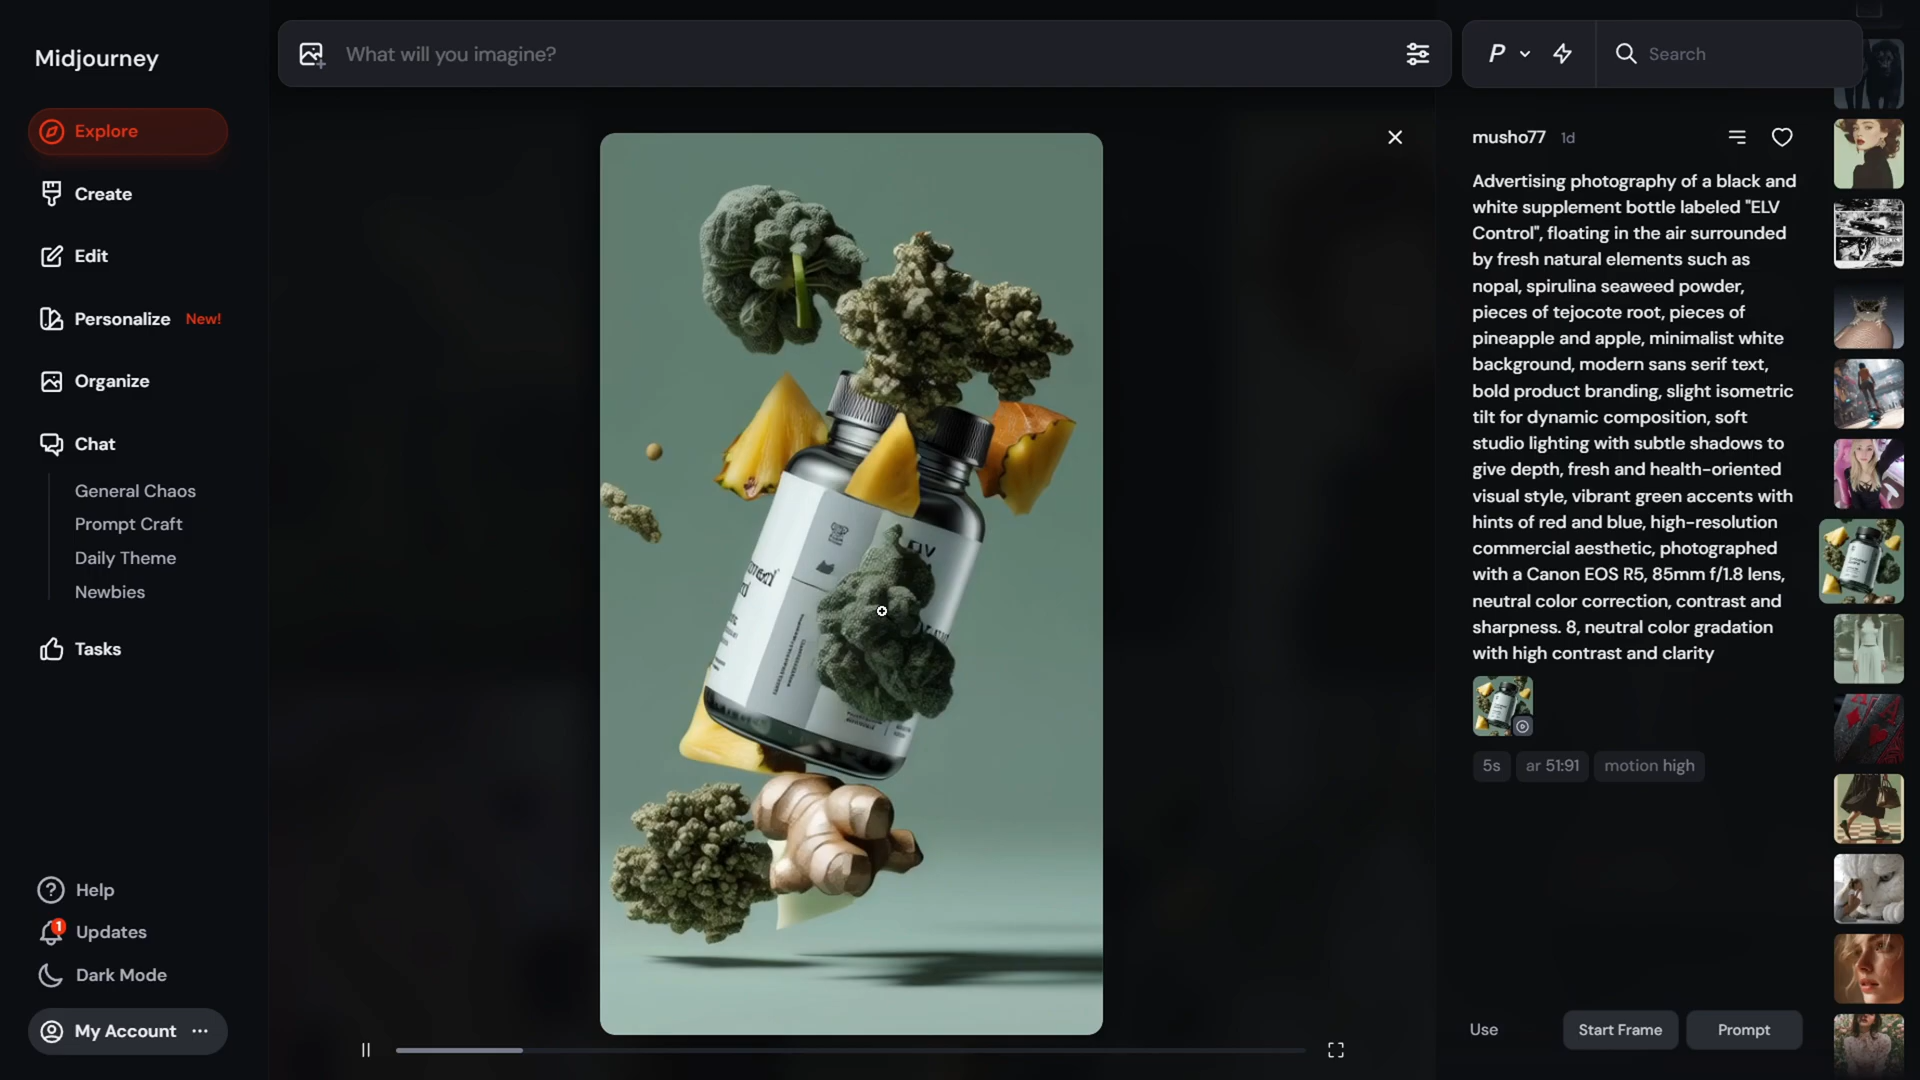 Midjourney
What will you imagine?
P
Search
Explore
Create
Edit
Personalize New!
Organize
Chat
General Chaos
Prompt Craft
Daily Theme
Newbies
Tasks
Help
1
Updates
Dark Mode
My Account
musho77 1d
Advertising photography of a black and
white supplement bottle labeled "ELV
Control", floating in the air surrounded
by fresh natural elements such as
nopal, spirulina seaweed powder,
pieces of tejocote root, pieces of
pineapple and apple, minimalist white
background, modern sans serif text,
bold product branding, slight isometric
tilt for dynamic composition, soft
studio lighting with subtle shadows to
give depth, fresh and health-oriented
visual style, vibrant green accents with
hints of red and blue, high-resolution
commercial aesthetic, photographed
with a Canon EOS R5, 85mm f/1.8 lens,
neutral color correction, contrast and
sharpness. 8, neutral color gradation
with high contrast and clarity
5s ar 51:91 motion high
Use Start Frame Prompt